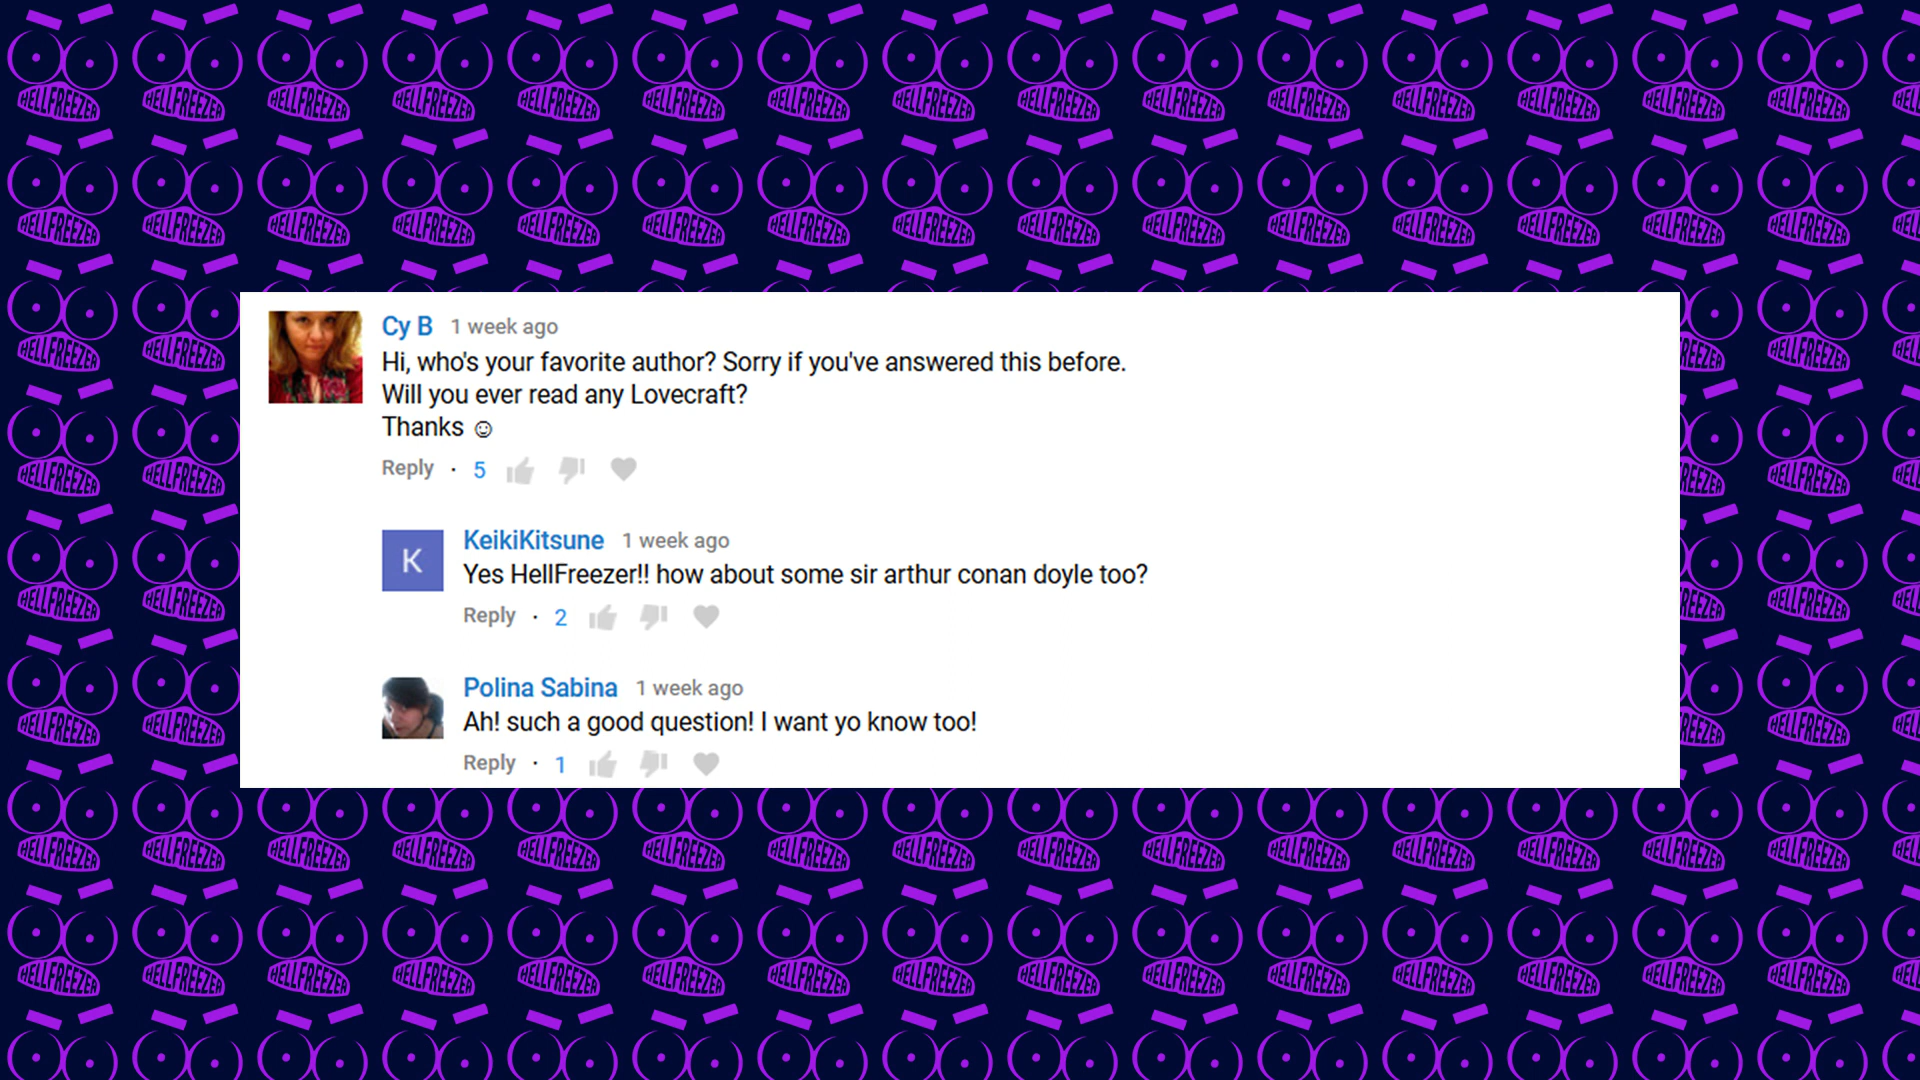 Cy B 1 week ago
Hi, who's your favorite author? Sorry if you've answered this before.
Will you ever read any Lovecraft?
Thanks ☺
Reply · 5
K
KeikiKitsune 1 week ago
Yes HellFreezer!! how about some sir arthur conan doyle too?
Reply · 2
Polina Sabina 1 week ago
Ah! such a good question! I want yo know too!
Reply · 1
HELLFREEZER